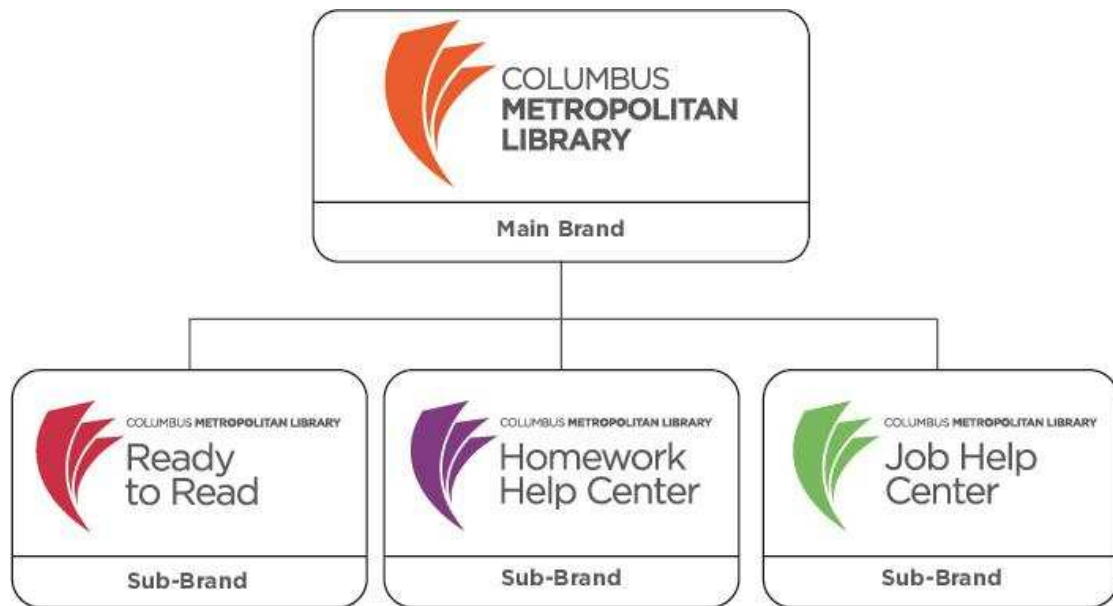 COLUMBUS
METROPOLITAN
LIBRARY
Main Brand
COLUMBUS METROPOLITAN LIBRARY
Ready
to Read
Sub-Brand
COLUMBUS METROPOLITAN LIBRARY
Homework
Help Center
Sub-Brand
COLUMBUS METROPOLITAN LIBRARY
Job Help
Center
Sub-Brand